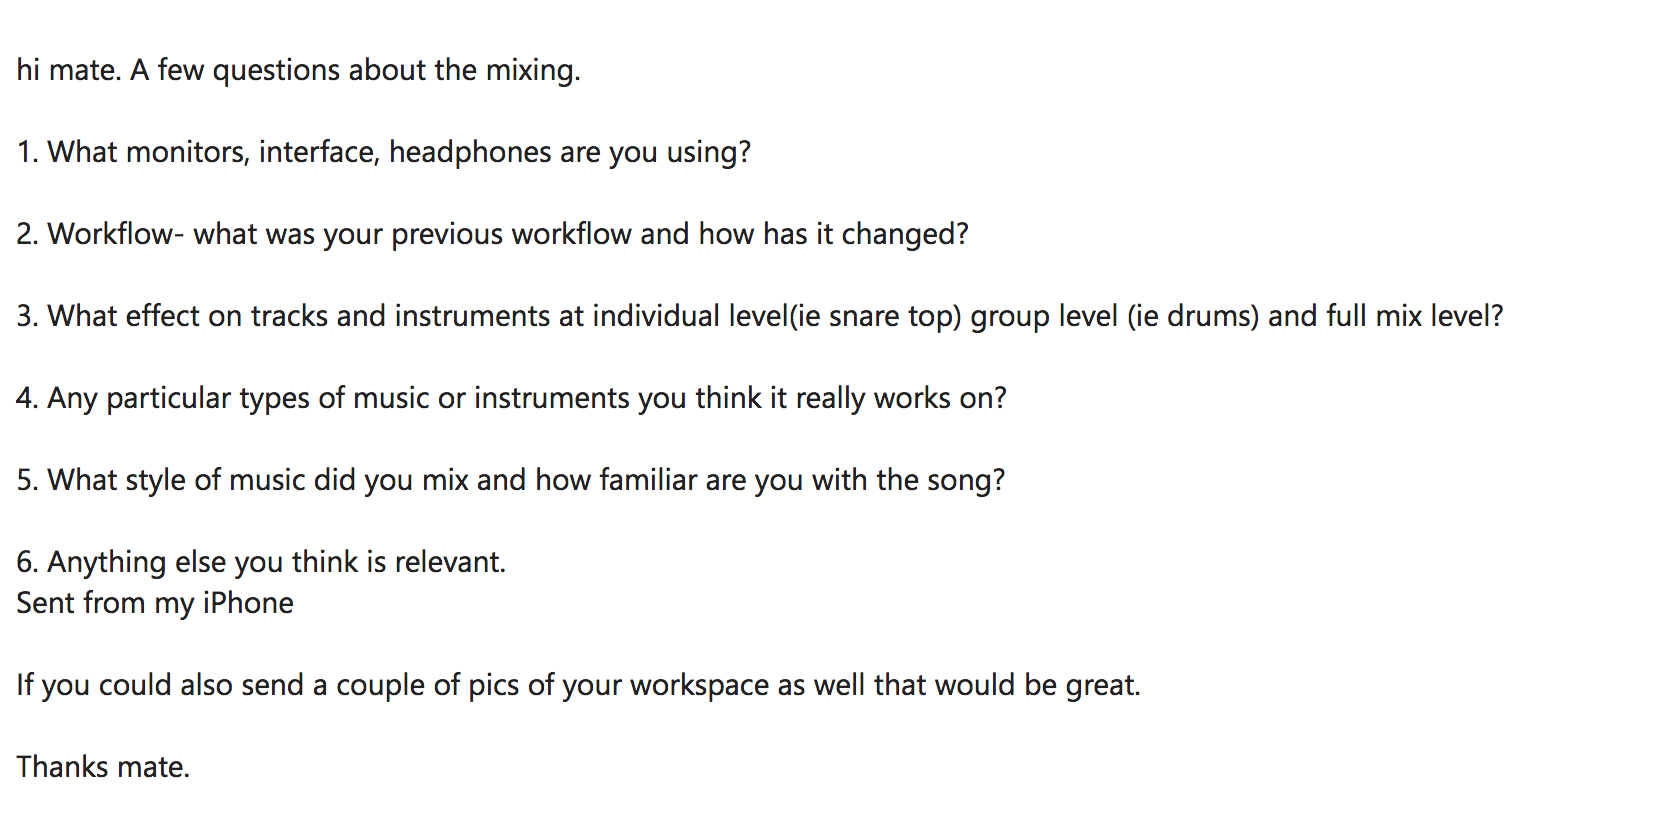 hi mate. A few questions about the mixing.
1. What monitors, interface, headphones are you using?
2. Workflow- what was your previous workflow and how has it changed?
3. What effect on tracks and instruments at individual level(ie snare top) group level (ie drums) and full mix level?
4. Any particular types of music or instruments you think it really works on?
5. What style of music did you mix and how familiar are you with the song?
6. Anything else you think is relevant.
Sent from my iPhone
If you could also send a couple of pics of your workspace as well that would be great.
Thanks mate.